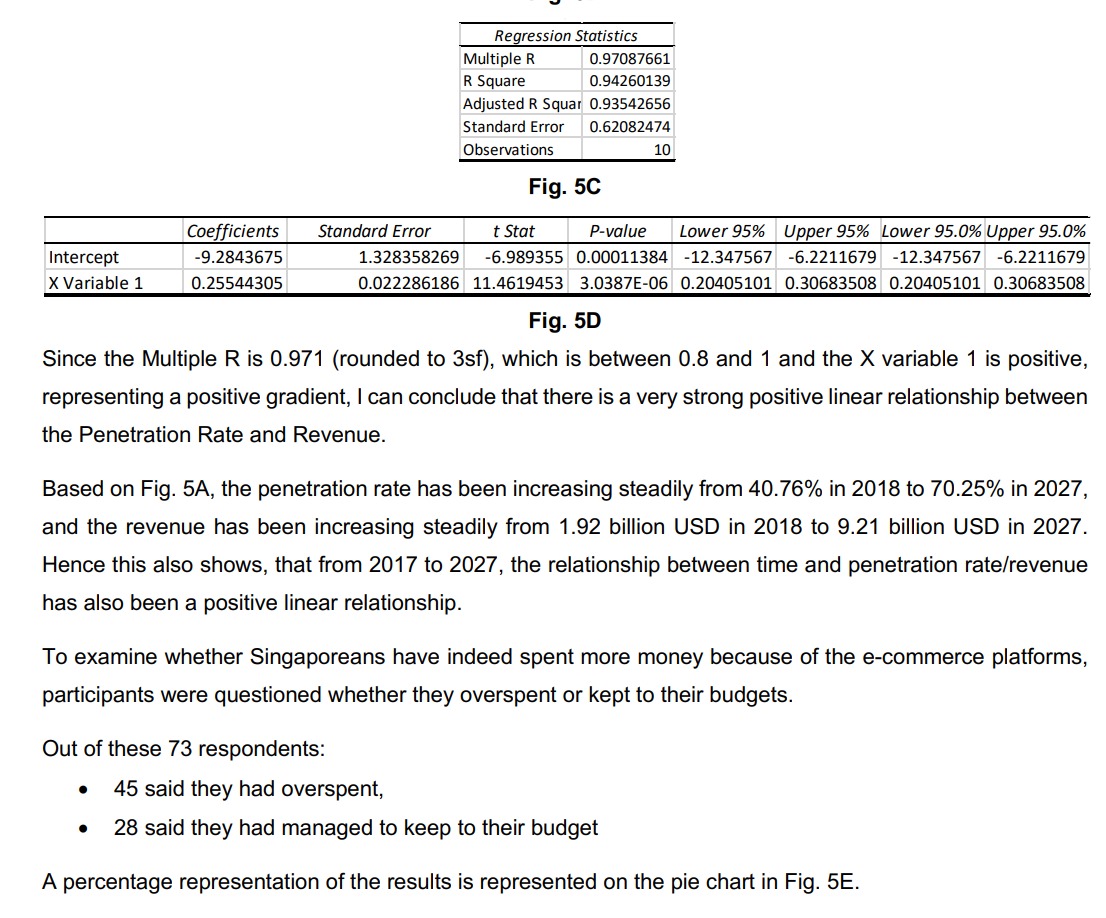 Regression Statistics
Multiple R 0.97087661
R Square 0.94260139
Adjusted R Squar 0.93542656
Standard Error 0.62082474
Observations 10
Fig. 5C
Coefficients Standard Error t Stat P-value Lower 95% Upper 95% Lower 95.0% Upper 95.0%
Intercept -9.2843675 1.328358269 -6.989355 0.00011384 -12.347567 -6.2211679 -12.347567 -6.2211679
X Variable 1 0.25544305 0.022286186 11.4619453 3.0387E-06 0.20405101 0.30683508 0.20405101 0.30683508
Fig. 5D
Since the Multiple R is 0.971 (rounded to 3sf), which is between 0.8 and 1 and the X variable 1 is positive,
representing a positive gradient, I can conclude that there is a very strong positive linear relationship between
the Penetration Rate and Revenue.
Based on Fig. 5A, the penetration rate has been increasing steadily from 40.76% in 2018 to 70.25% in 2027,
and the revenue has been increasing steadily from 1.92 billion USD in 2018 to 9.21 billion USD in 2027.
Hence this also shows, that from 2017 to 2027, the relationship between time and penetration rate/revenue
has also been a positive linear relationship.
To examine whether Singaporeans have indeed spent more money because of the e-commerce platforms,
participants were questioned whether they overspent or kept to their budgets.
Out of these 73 respondents:
• 45 said they had overspent,
• 28 said they had managed to keep to their budget
A percentage representation of the results is represented on the pie chart in Fig. 5E.